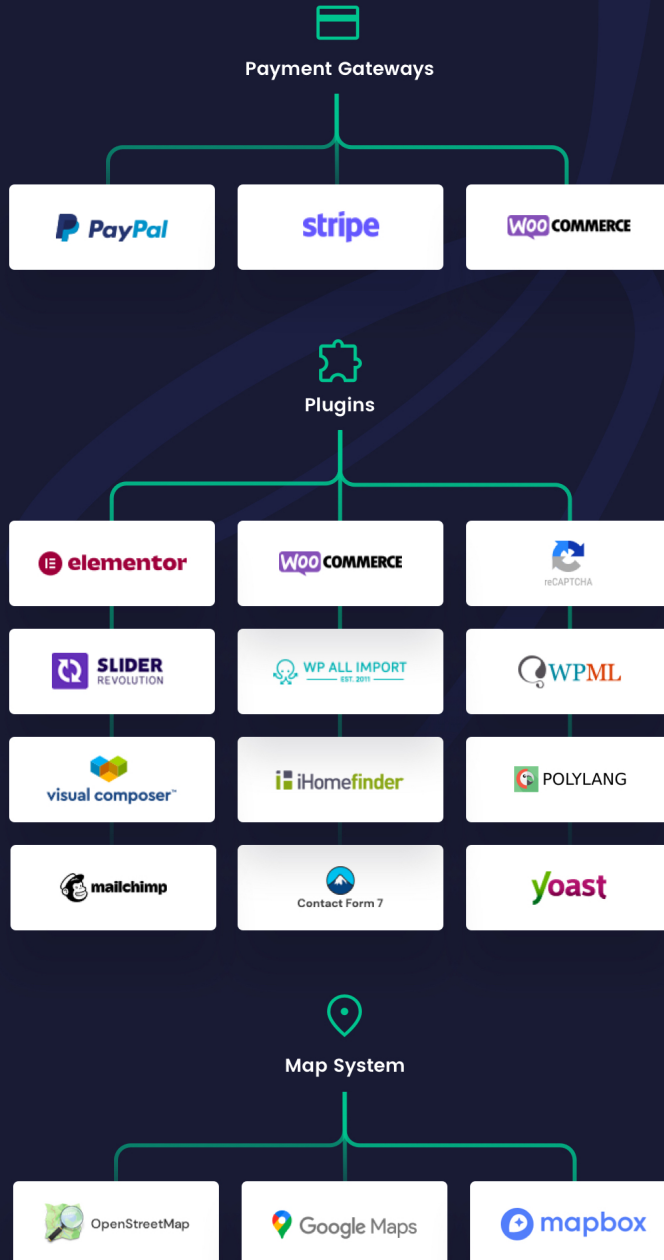 Payment Gateways
PayPal
stripe
WOO COMMERCE
Plugins
elementor
WOO COMMERCE
reCAPTCHA
SLIDER
REVOLUTION
WP ALL IMPORT
EST. 2011
WPML
visual composer™
iHomefinder
POLYLANG
mailchimp
Contact Form 7
yoast
Map System
OpenStreetMap
Google Maps
mapbox